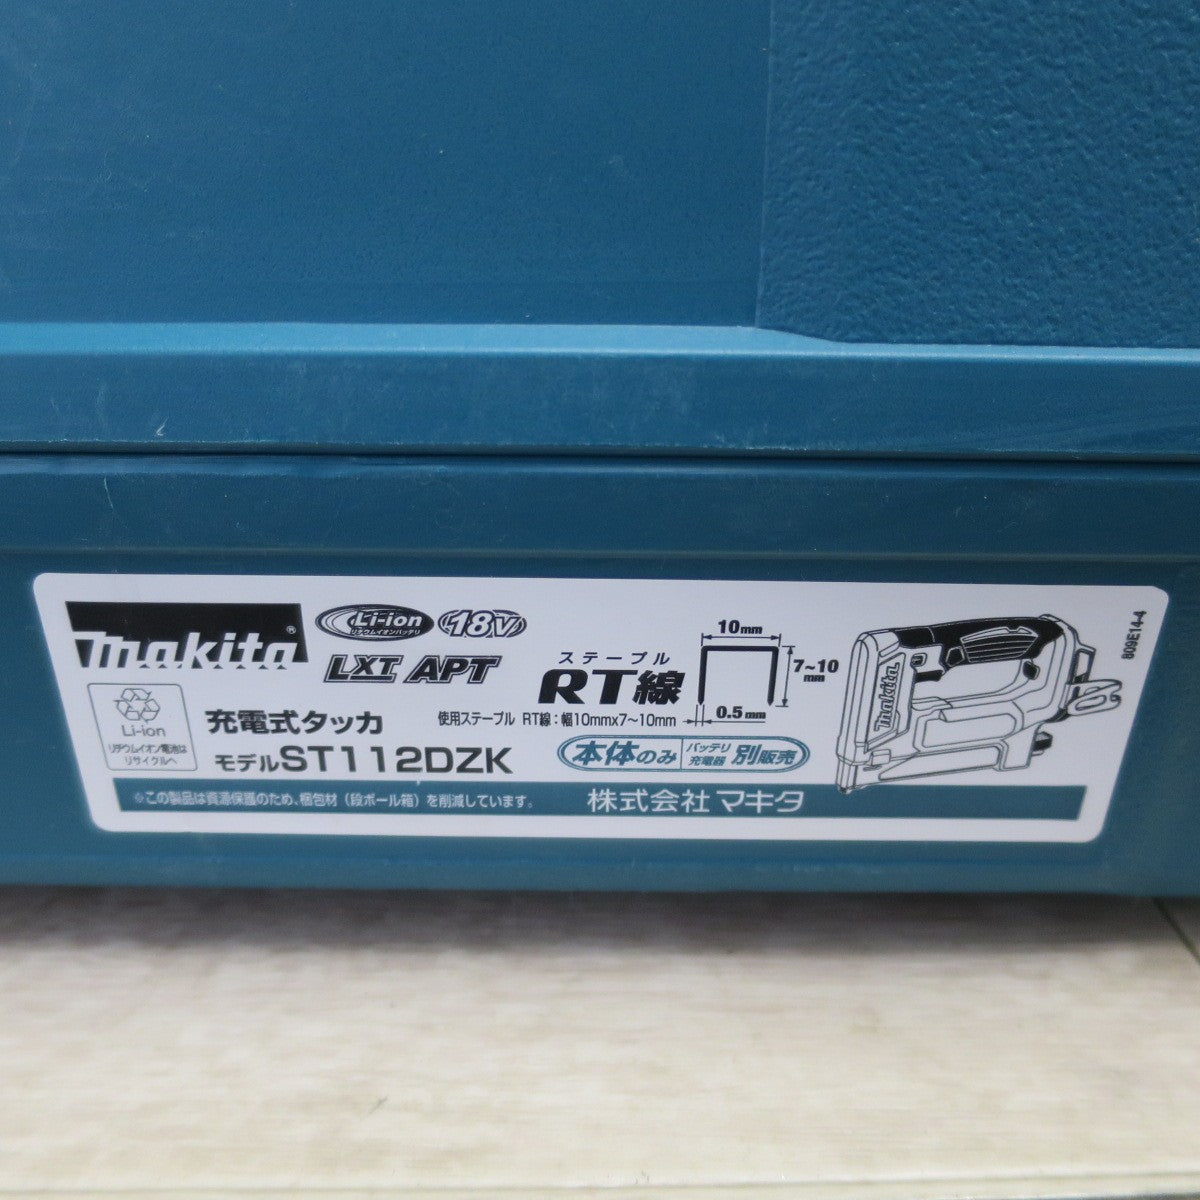 makita®
Li-ion
リチウムイオンバッテリ
18V
LXT APT
Li-ion
リチウムイオン電池は
リサイクルへ
充電式タッカ
モデルST112DZK
ステープル
RT線
使用ステープル RT線：幅10mmx7〜10mm
10mm
7〜10
mm
0.5mm
本体のみ
バッテリ
充電器
別販売
makita
809E14-4
※この製品は資源保護のため、梱包材（段ボール箱）を削減しています。
株式会社 マキタ